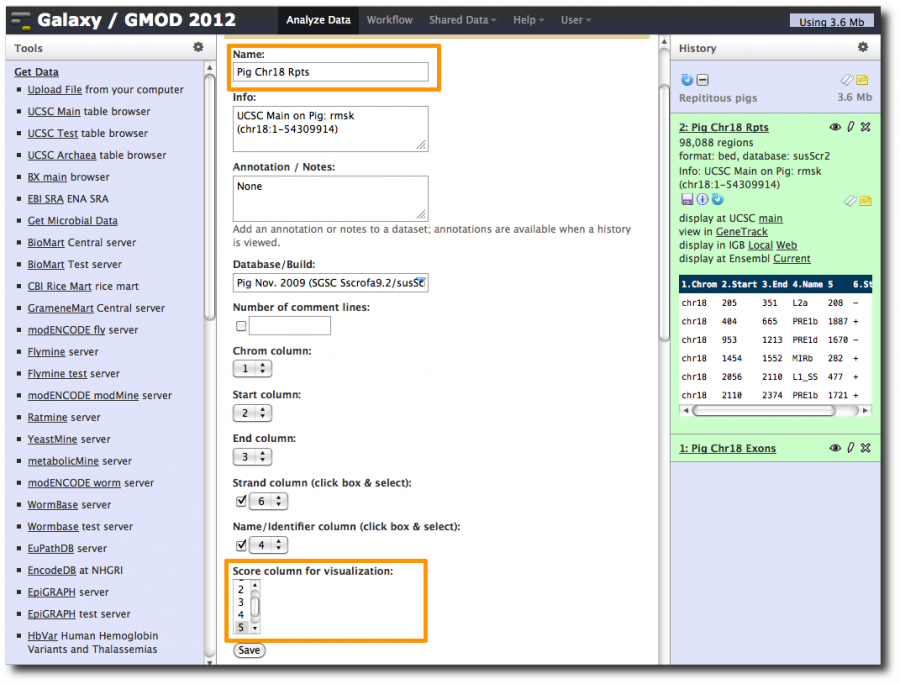 Galaxy / GMOD 2012
Analyze Data Workflow Shared Data Help User
Using 3.6 Mb
Tools
Get Data
Upload File from your computer
UCSC Main table browser
UCSC Test table browser
UCSC Archaea table browser
BX main browser
EBI SRA ENA SRA
Get Microbial Data
BioMart Central server
BioMart Test server
CBI Rice Mart rice mart
GrameneMart Central server
modENCODE fly server
Flymine server
Flymine test server
modENCODE modMine server
Ratmine server
YeastMine server
metabolicMine server
modENCODE worm server
WormBase server
Wormbase test server
EuPathDB server
EncodeDB at NHGRI
EpiGRAPH server
EpiGRAPH test server
HbVar Human Hemoglobin
Variants and Thalassemias
Name:
Pig Chr18 Rpts
Info:
UCSC Main on Pig: rmsk
(chr18:1-54309914)
Annotation / Notes:
None
Add an annotation or notes to a dataset; annotations are available when a history
is viewed.
Database/Build:
Pig Nov. 2009 (SGSC Sscrofa9.2/susSc
Number of comment lines:
Chrom column:
1
Start column:
2
End column:
3
Strand column (click box & select):
6
Name/Identifier column (click box & select):
4
Score column for visualization:
2
3
4
5
Save
History
Repititous pigs 3.6 Mb
2: Pig Chr18 Rpts
98,088 regions
format: bed, database: susScr2
Info: UCSC Main on Pig: rmsk
(chr18:1-54309914)
display at UCSC main
view in GeneTrack
display in IGB Local Web
display at Ensembl Current
1.Chrom 2.Start 3.End 4.Name 5 6.St
chr18 205 351 L2a 208 -
chr18 404 665 PRE1b 1887 +
chr18 953 1213 PRE1d 1670 -
chr18 1454 1552 MIRb 282 +
chr18 2056 2110 L1_SS 477 +
chr18 2110 2374 PRE1b 1721 +
1: Pig Chr18 Exons